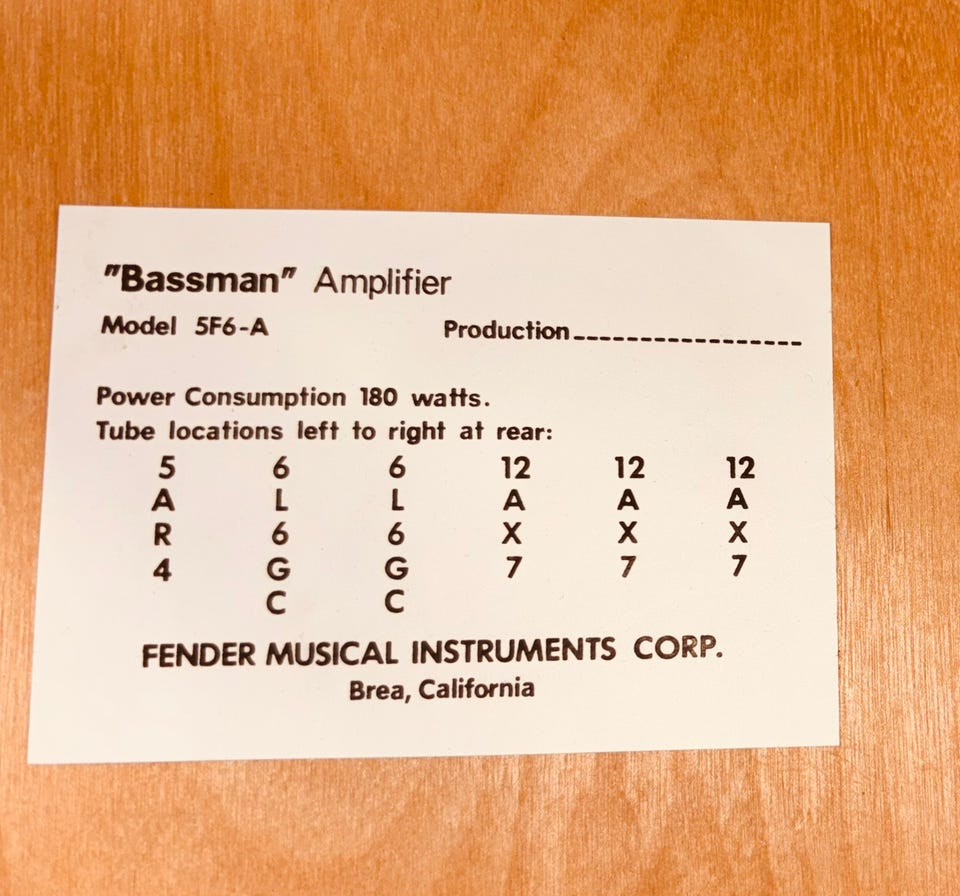 "Bassman" Amplifier
Model 5F6-A Production_________________
Power Consumption 180 watts.
Tube locations left to right at rear:
5 6 6 12 12 12
A L L A A A
R 6 6 X X X
4 G G 7 7 7
C C
FENDER MUSICAL INSTRUMENTS CORP.
Brea, California